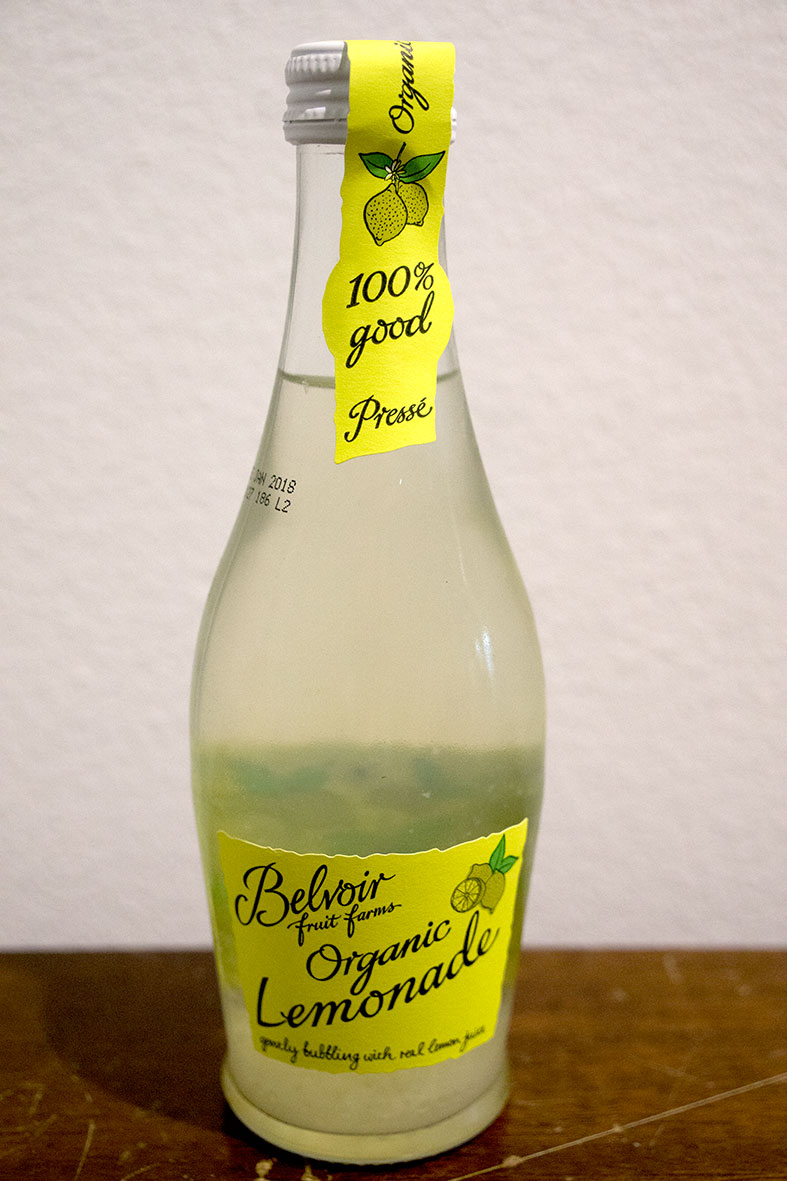 Organic
100%
good
Pressé
JAN 2018
186 L2
Belvoir
fruit farms
Organic
Lemonade
gently bubbling with real lemon juice